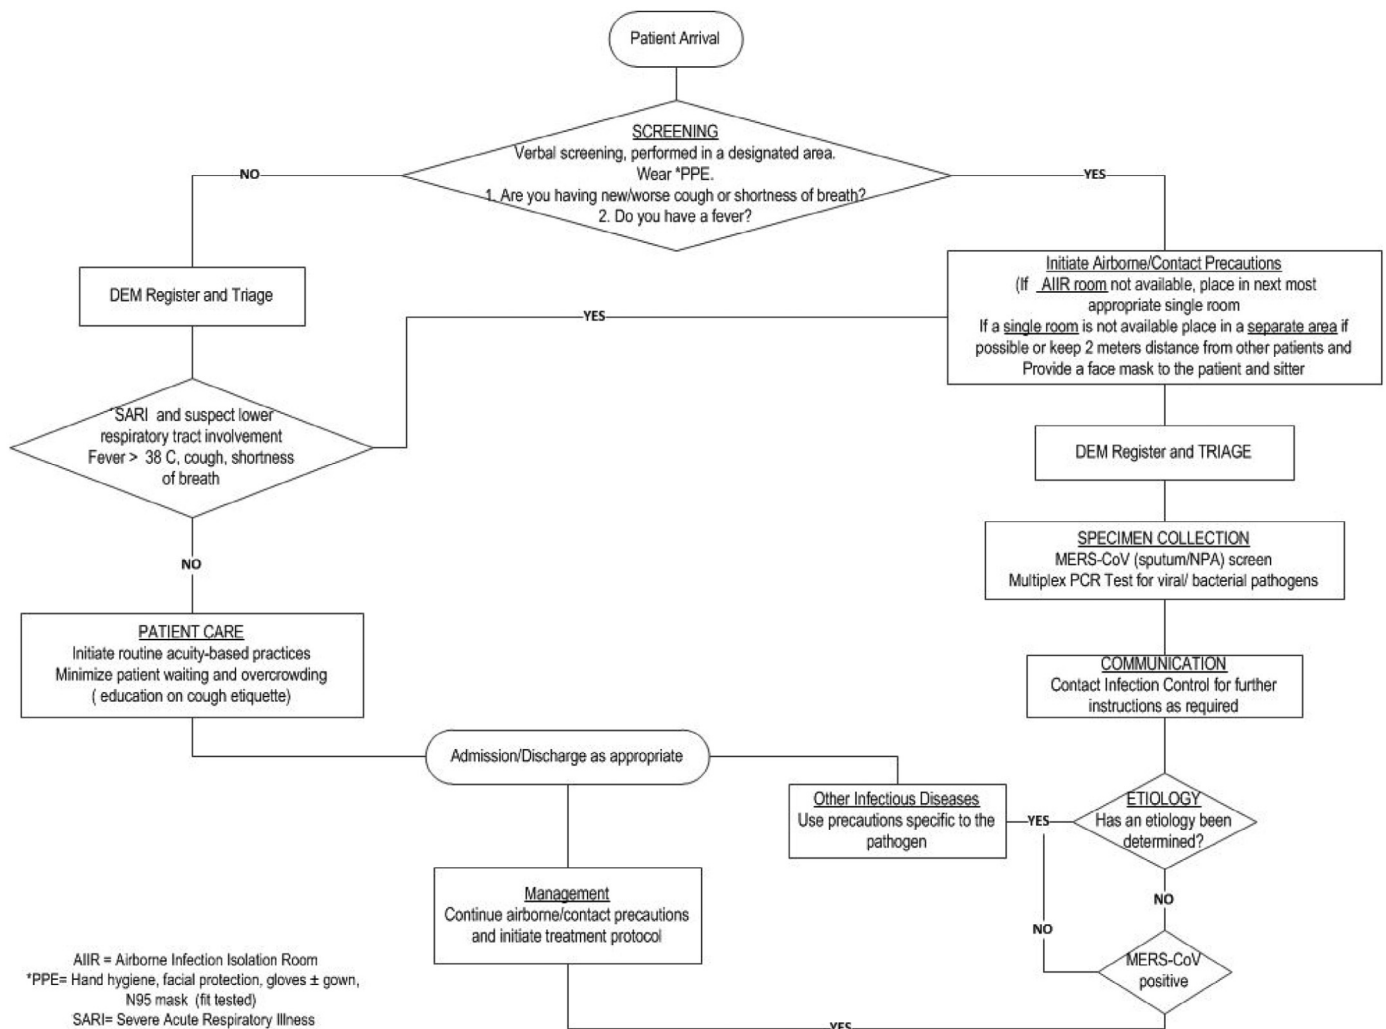 Patient Arrival
SCREENING
Verbal screening, performed in a designated area.
Wear *PPE.
1. Are you having new/worse cough or shortness of breath?
2. Do you have a fever?
NO
YES
DEM Register and Triage
Initiate Airborne/Contact Precautions
(If AIIR room not available, place in next most
appropriate single room
If a single room is not available place in a separate area if
possible or keep 2 meters distance from other patients and
Provide a face mask to the patient and sitter
YES
*SARI and suspect lower
respiratory tract involvement
Fever > 38 C, cough, shortness
of breath
DEM Register and TRIAGE
NO
SPECIMEN COLLECTION
MERS-CoV (sputum/NPA) screen
Multiplex PCR Test for viral/ bacterial pathogens
PATIENT CARE
Initiate routine acuity-based practices
Minimize patient waiting and overcrowding
( education on cough etiquette)
COMMUNICATION
Contact Infection Control for further
instructions as required
Admission/Discharge as appropriate
Other Infectious Diseases
Use precautions specific to the
pathogen
YES
ETIOLOGY
Has an etiology been
determined?
Management
Continue airborne/contact precautions
and initiate treatment protocol
NO
NO
MERS-CoV
positive
YES
AIIR = Airborne Infection Isolation Room
*PPE= Hand hygiene, facial protection, gloves ± gown,
N95 mask (fit tested)
SARI= Severe Acute Respiratory Illness